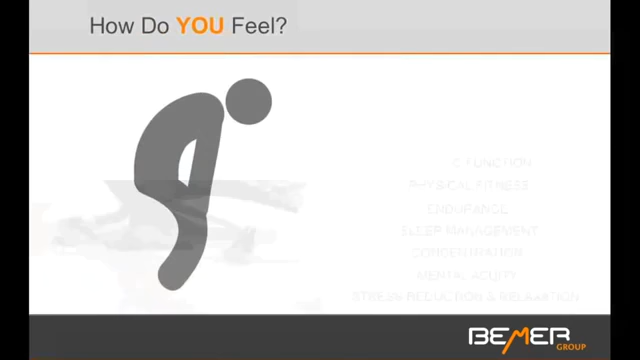 How Do YOU Feel?
C FUNCTION
PHYSICAL FITNESS
ENDURANCE
SLEEP MANAGEMENT
CONCENTRATION
MENTAL ACUITY
STRESS REDUCTION & RELAXATION
BEMER
GROUP